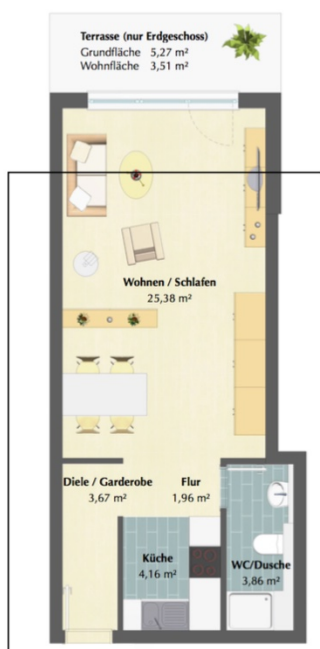 Terrasse (nur Erdgeschoss)
Grundfläche 5,27 m²
Wohnfläche 3,51 m²
Wohnen / Schlafen
25,38 m²
Diele / Garderobe
3,67 m²
Flur
1,96 m²
Küche
4,16 m²
WC/Dusche
3,86 m²